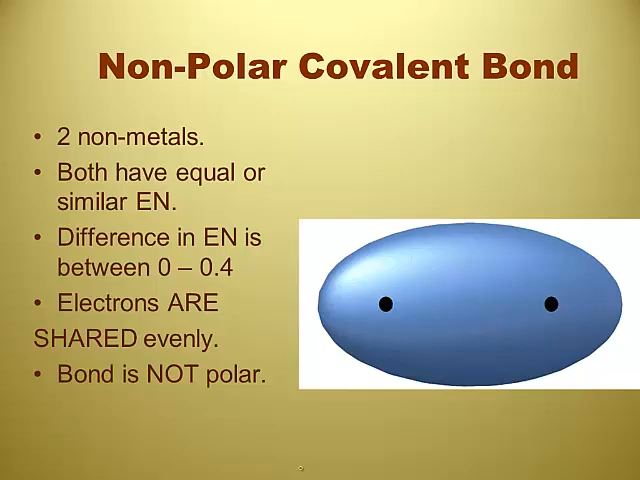 Non-Polar Covalent Bond
• 2 non-metals.
• Both have equal or
similar EN.
• Difference in EN is
between 0 – 0.4
• Electrons ARE
SHARED evenly.
• Bond is NOT polar.